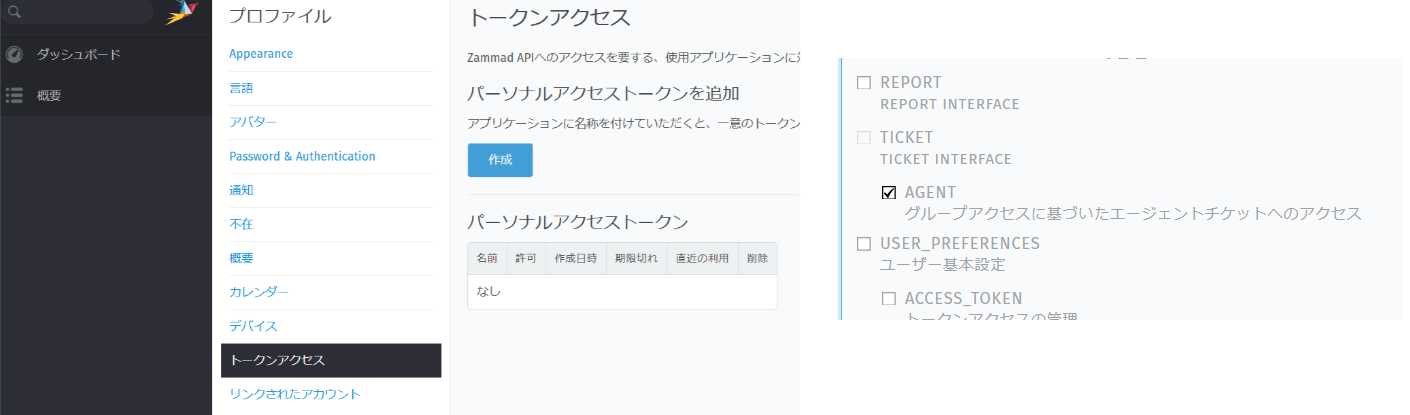 ダッシュボード
概要
プロファイル
Appearance
言語
アバター
Password & Authentication
通知
不在
概要
カレンダー
デバイス
トークンアクセス
リンクされたアカウント
トークンアクセス
Zammad APIへのアクセスを要する、使用アプリケーションに
パーソナルアクセストークンを追加
アプリケーションに名称を付けていただくと、一意のトークン
作成
パーソナルアクセストークン
名前 許可 作成日時 期限切れ 直近の利用 削除
なし
REPORT
REPORT INTERFACE
TICKET
TICKET INTERFACE
AGENT
グループアクセスに基づいたエージェントチケットへのアクセス
USER_PREFERENCES
ユーザー基本設定
ACCESS_TOKEN
トークンアクセスの管理